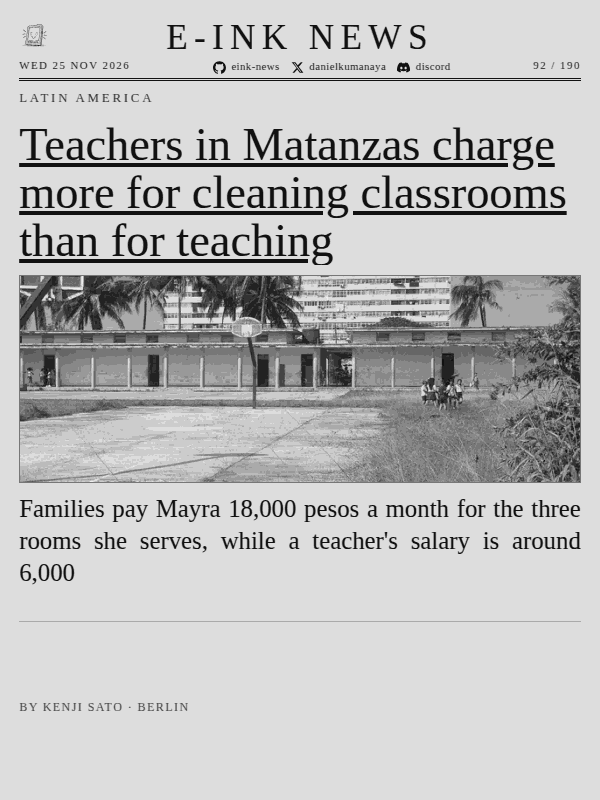 E-INK NEWS
WED 25 NOV 2026
eink-news
danielkumanaya
discord
92 / 190
LATIN AMERICA
Teachers in Matanzas charge
more for cleaning classrooms
than for teaching
Families pay Mayra 18,000 pesos a month for the three
rooms she serves, while a teacher's salary is around
6,000
BY KENJI SATO · BERLIN